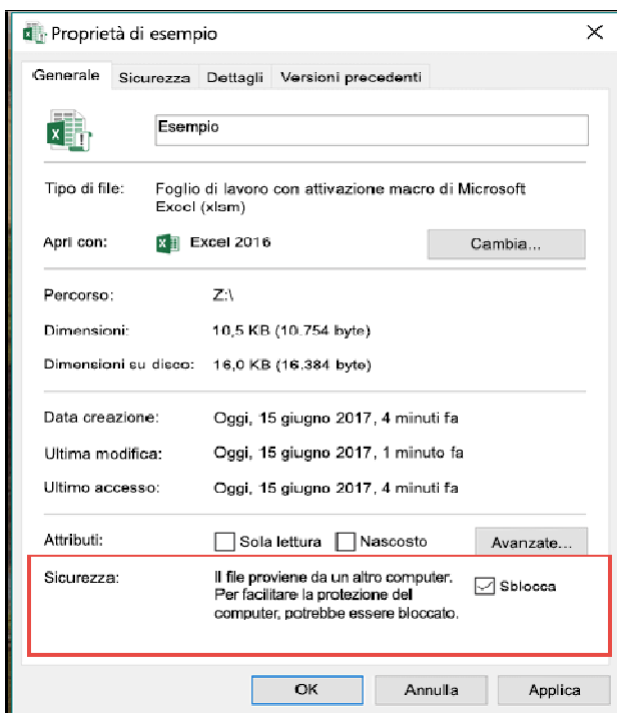 Proprietà di esempio
Generale Sicurezza Dettagli Versioni precedenti
Esempio
Tipo di file: Foglio di lavoro con attivazione macro di Microsoft
Excel (xlsm)
Apri con: Excel 2016 Cambia...
Percorso: Z:\
Dimensioni: 10,5 KB (10.754 byte)
Dimensioni su disco: 16,0 KB (16.384 byte)
Data creazione: Oggi, 15 giugno 2017, 4 minuti fa
Ultima modifica: Oggi, 15 giugno 2017, 1 minuto fa
Ultimo accesso: Oggi, 15 giugno 2017, 4 minuti fa
Attributi: Sola lettura Nascosto Avanzate...
Sicurezza: Il file proviene da un altro computer. Sblocca
Per facilitare la protezione del
computer, potrebbe essere bloccato.
OK Annulla Applica